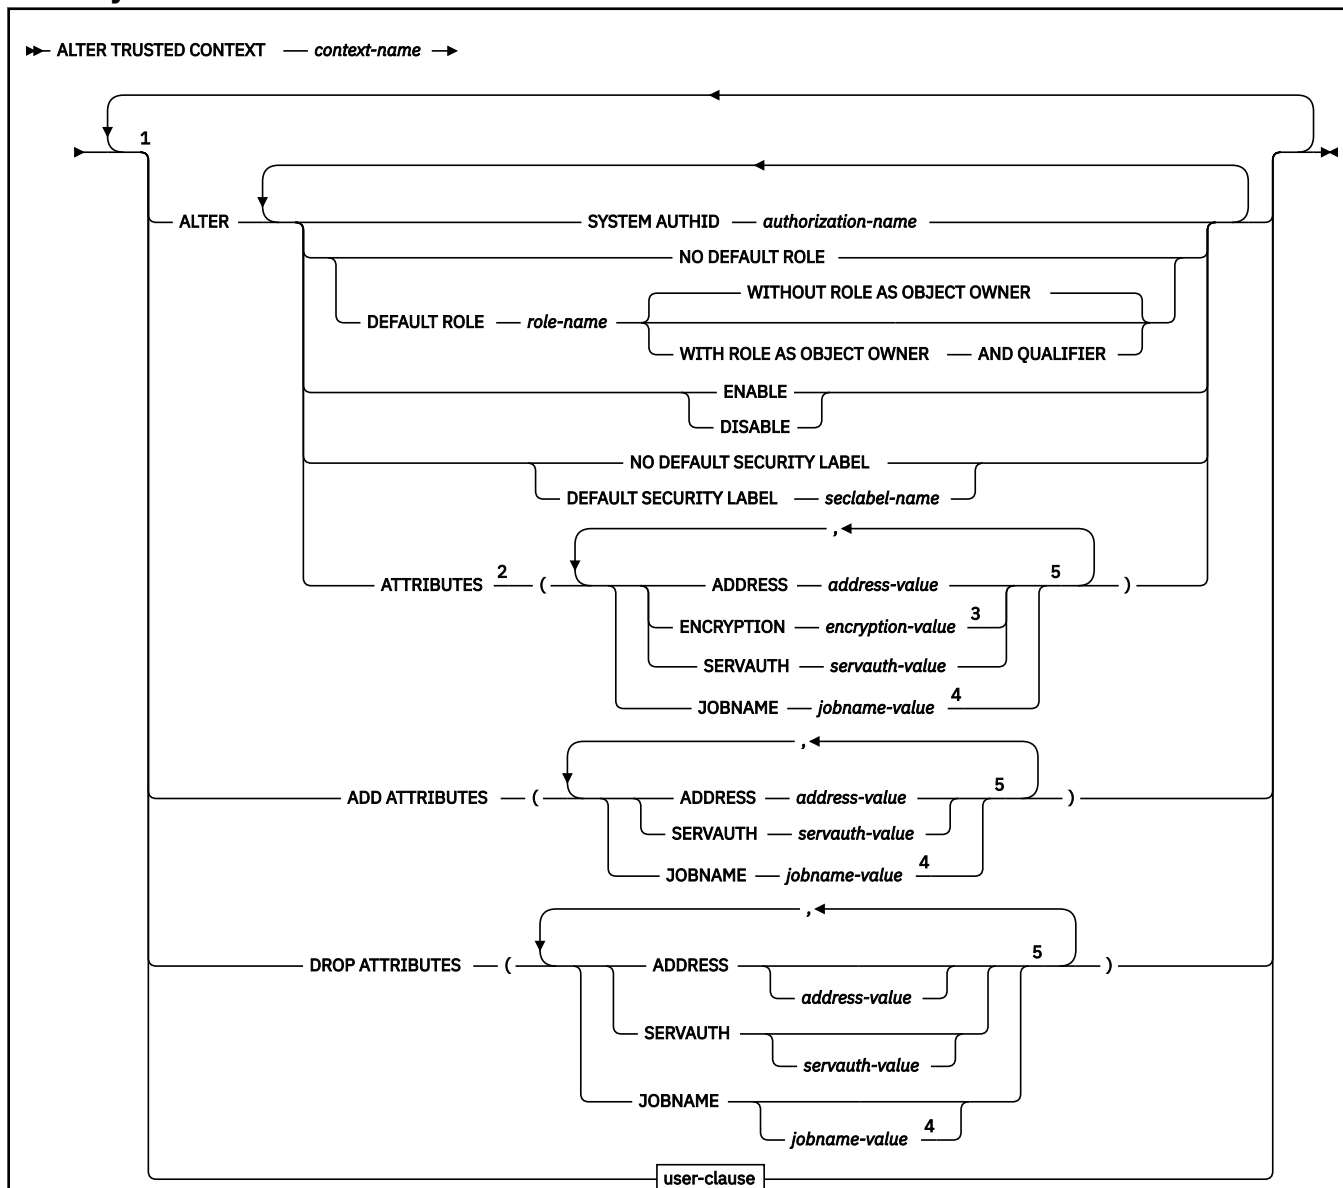 ALTER TRUSTED CONTEXT context-name
1
ALTER SYSTEM AUTHID authorization-name
NO DEFAULT ROLE
WITHOUT ROLE AS OBJECT OWNER
DEFAULT ROLE role-name
WITH ROLE AS OBJECT OWNER AND QUALIFIER
ENABLE
DISABLE
NO DEFAULT SECURITY LABEL
DEFAULT SECURITY LABEL seclabel-name
,
ATTRIBUTES 2 ( ADDRESS address-value 5 )
ENCRYPTION encryption-value 3
SERVAUTH servauth-value
JOBNAME jobname-value 4
,
ADD ATTRIBUTES ( ADDRESS address-value 5 )
SERVAUTH servauth-value
JOBNAME jobname-value 4
,
DROP ATTRIBUTES ( ADDRESS 5 )
address-value
SERVAUTH
servauth-value
JOBNAME
jobname-value 4
user-clause